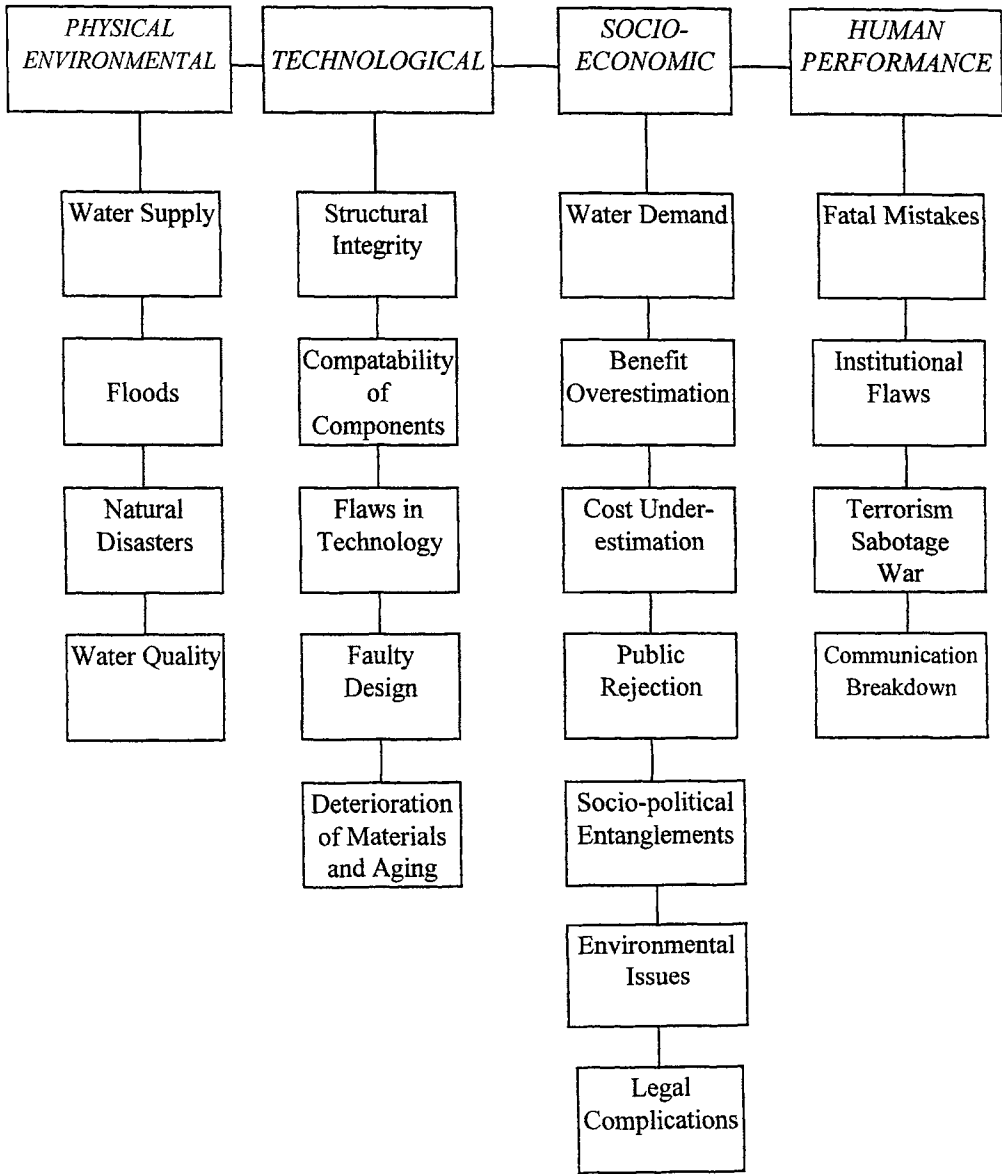 PHYSICAL
ENVIRONMENTAL
TECHNOLOGICAL
SOCIO-
ECONOMIC
HUMAN
PERFORMANCE
Water Supply
Floods
Natural
Disasters
Water Quality
Structural
Integrity
Compatability
of
Components
Flaws in
Technology
Faulty
Design
Deterioration
of Materials
and Aging
Water Demand
Benefit
Overestimation
Cost Under-
estimation
Public
Rejection
Socio-political
Entanglements
Environmental
Issues
Legal
Complications
Fatal Mistakes
Institutional
Flaws
Terrorism
Sabotage
War
Communication
Breakdown